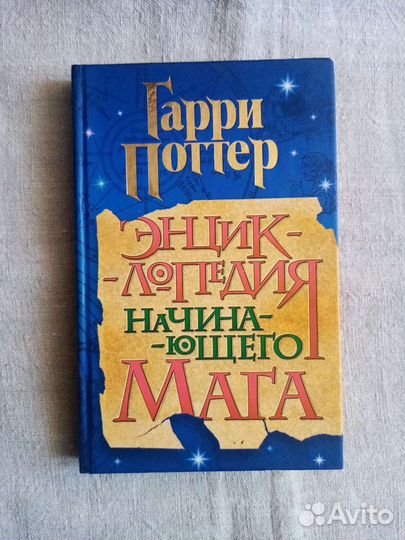 Гарри
Поттер
ЭНЦИК-
-ЛОПЕДИЯ
НАЧИНА-
-ЮЩЕГО
МАГА
Avito